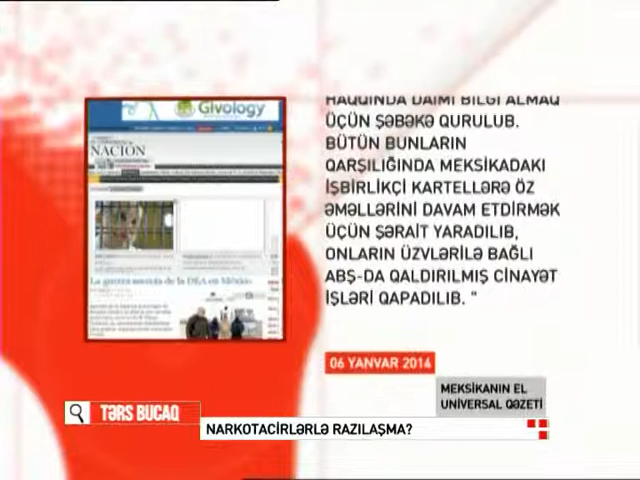 Givology
NACION
La guerra secreta de la DEA en México
HAQQINDA DAİMİ BİLGİ ALMAQ
ÜÇÜN ŞƏBƏKƏ QURULUB.
BÜTÜN BUNLARIN
QARŞILIĞINDA MEKSİKADAKI
İŞBİRLİKÇİ KARTELLƏRƏ ÖZ
ƏMƏLLƏRİNİ DAVAM ETDİRMƏK
ÜÇÜN ŞƏRAİT YARADILIB,
ONLARIN ÜZVLƏRİLƏ BAĞLI
ABŞ-DA QALDIRILMIŞ CİNAYƏT
İŞLƏRİ QAPADILIB. "
06 YANVAR 2014
MEKSİKANIN EL
UNİVERSAL QƏZETİ
TƏRS BUCAQ
NARKOTACİRLƏRLƏ RAZILAŞMA?